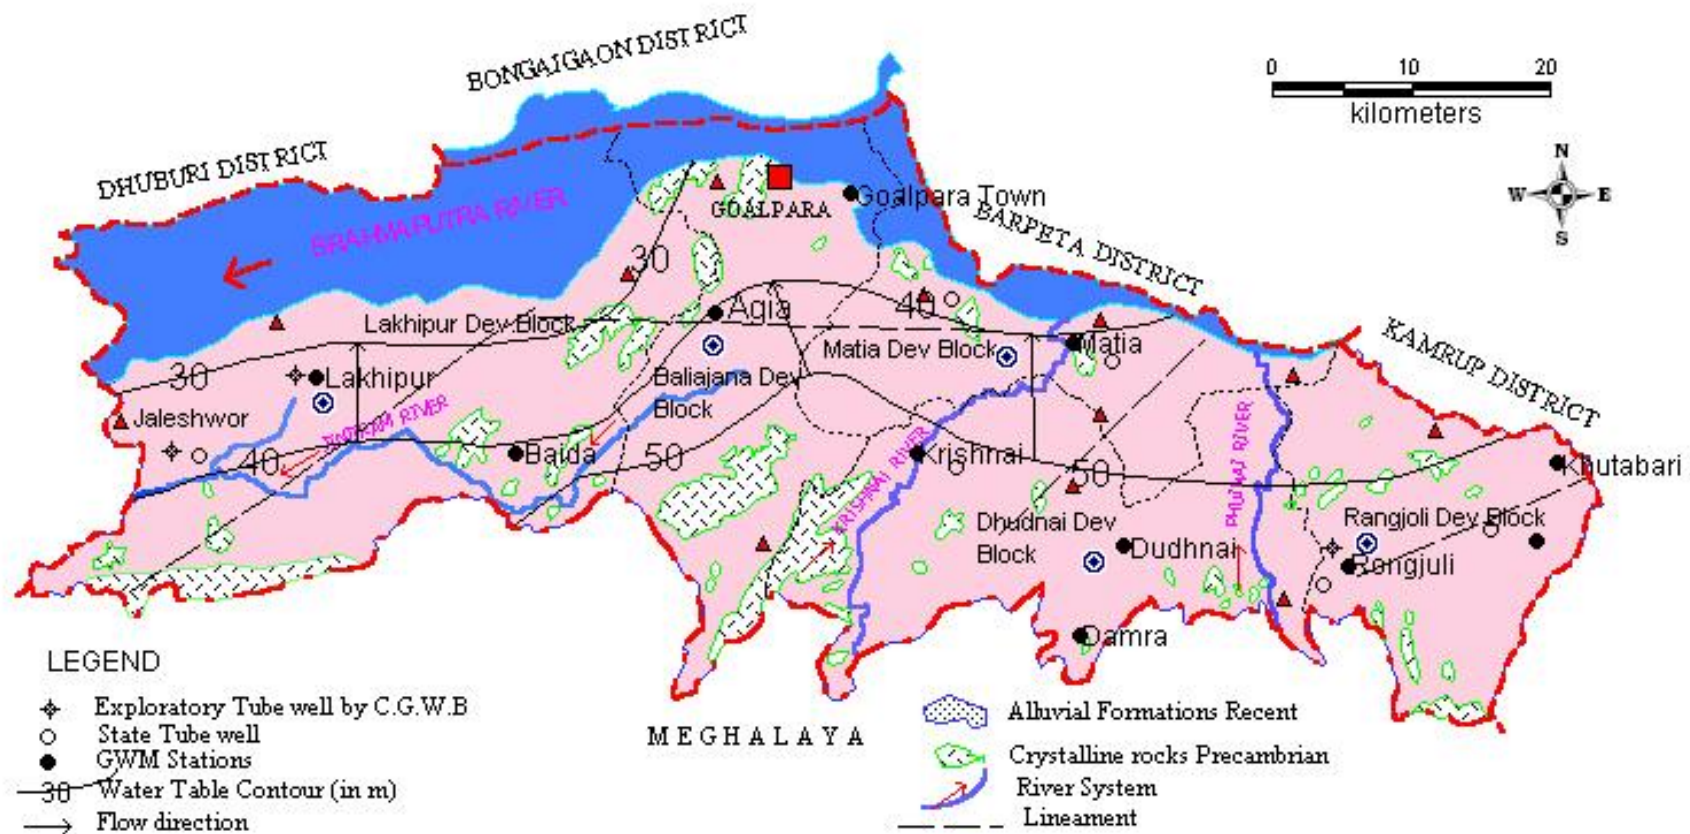 BONGAIGAON DISTRICT
DHUBURI DISTRICT
0 10 20
kilometers
N
W E
S
BRAHMAPUTRA RIVER
GOALPARA
Goalpara Town
BARPETA DISTRICT
KAMRUP DISTRICT
30
Agia
40
Lakhipur Dev Block
Matia Dev Block
Matia
30
Lakhipur
Baliajana Dev
Block
Jaleshwor
RIVER
40
Baida
50
KRISHNAI RIVER
Krishnai
50
Khutabari
Dhudnai Dev
Block
Dudhnai
Rangjoli Dev Block
Rongjuli
Damra
MEGHALAYA
LEGEND
Exploratory Tube well by C.G.W.B
State Tube well
GWM Stations
30 Water Table Contour (in m)
Flow direction
Alluvial Formations Recent
Crystalline rocks Precambrian
River System
Lineament